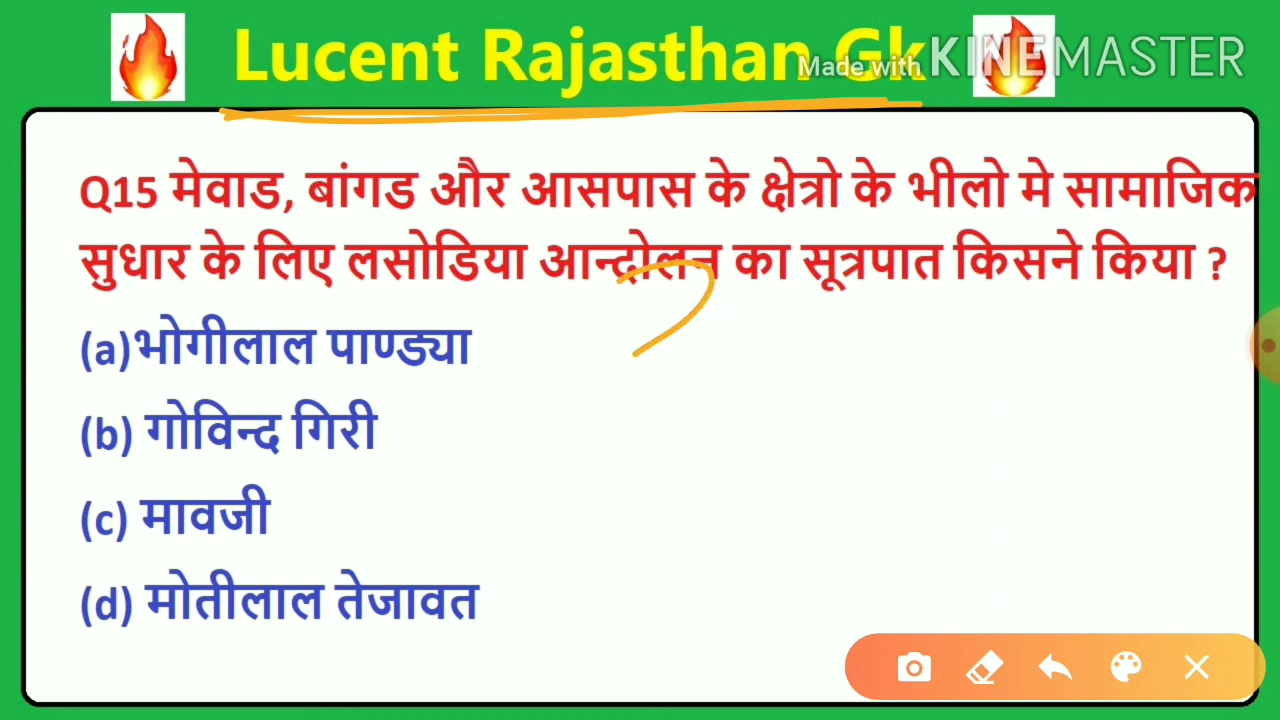 Lucent Rajasthan Gk
Made with KINEMASTER
Q15 मेवाड, बांगड और आसपास के क्षेत्रो के भीलो मे सामाजिक
सुधार के लिए लसोडिया आन्दोलन का सूत्रपात किसने किया ?
(a)भोगीलाल पाण्ड्या
(b) गोविन्द गिरी
(c) मावजी
(d) मोतीलाल तेजावत